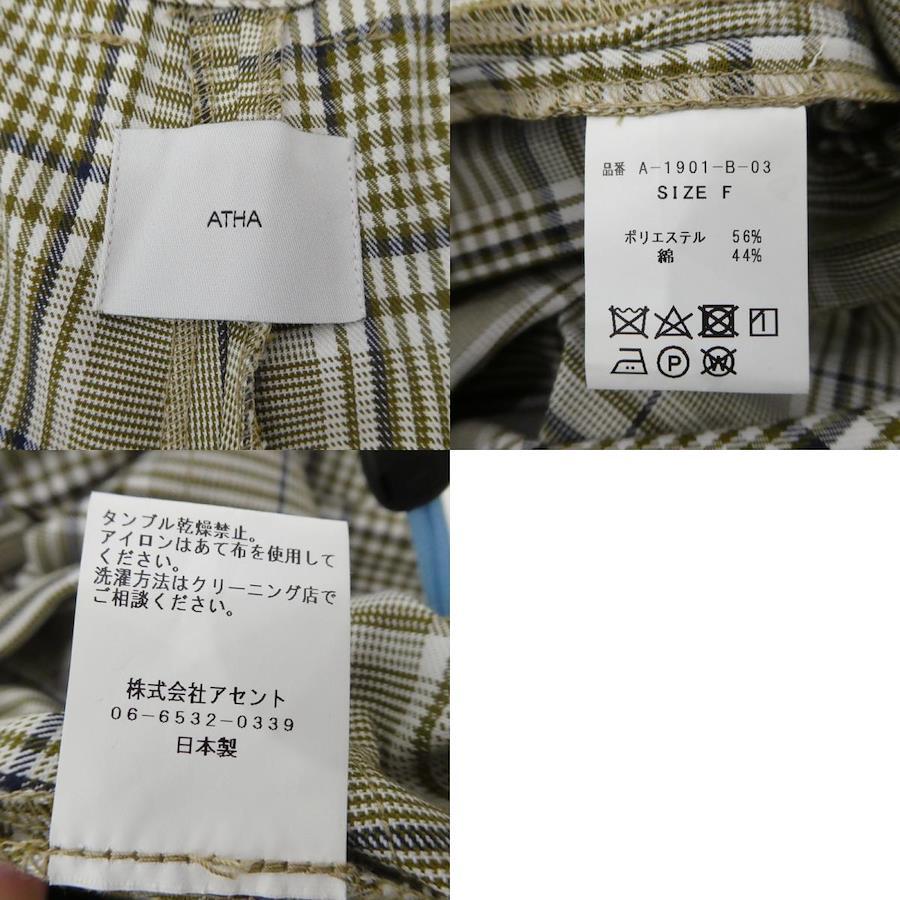 ATHA
品番 A-1901-B-03
SIZE F
ポリエステル 56%
綿 44%
P
W
タンブル乾燥禁止。
アイロンはあて布を使用して
ください。
洗濯方法はクリーニング店で
ご相談ください。
株式会社アセント
06-6532-0339
日本製